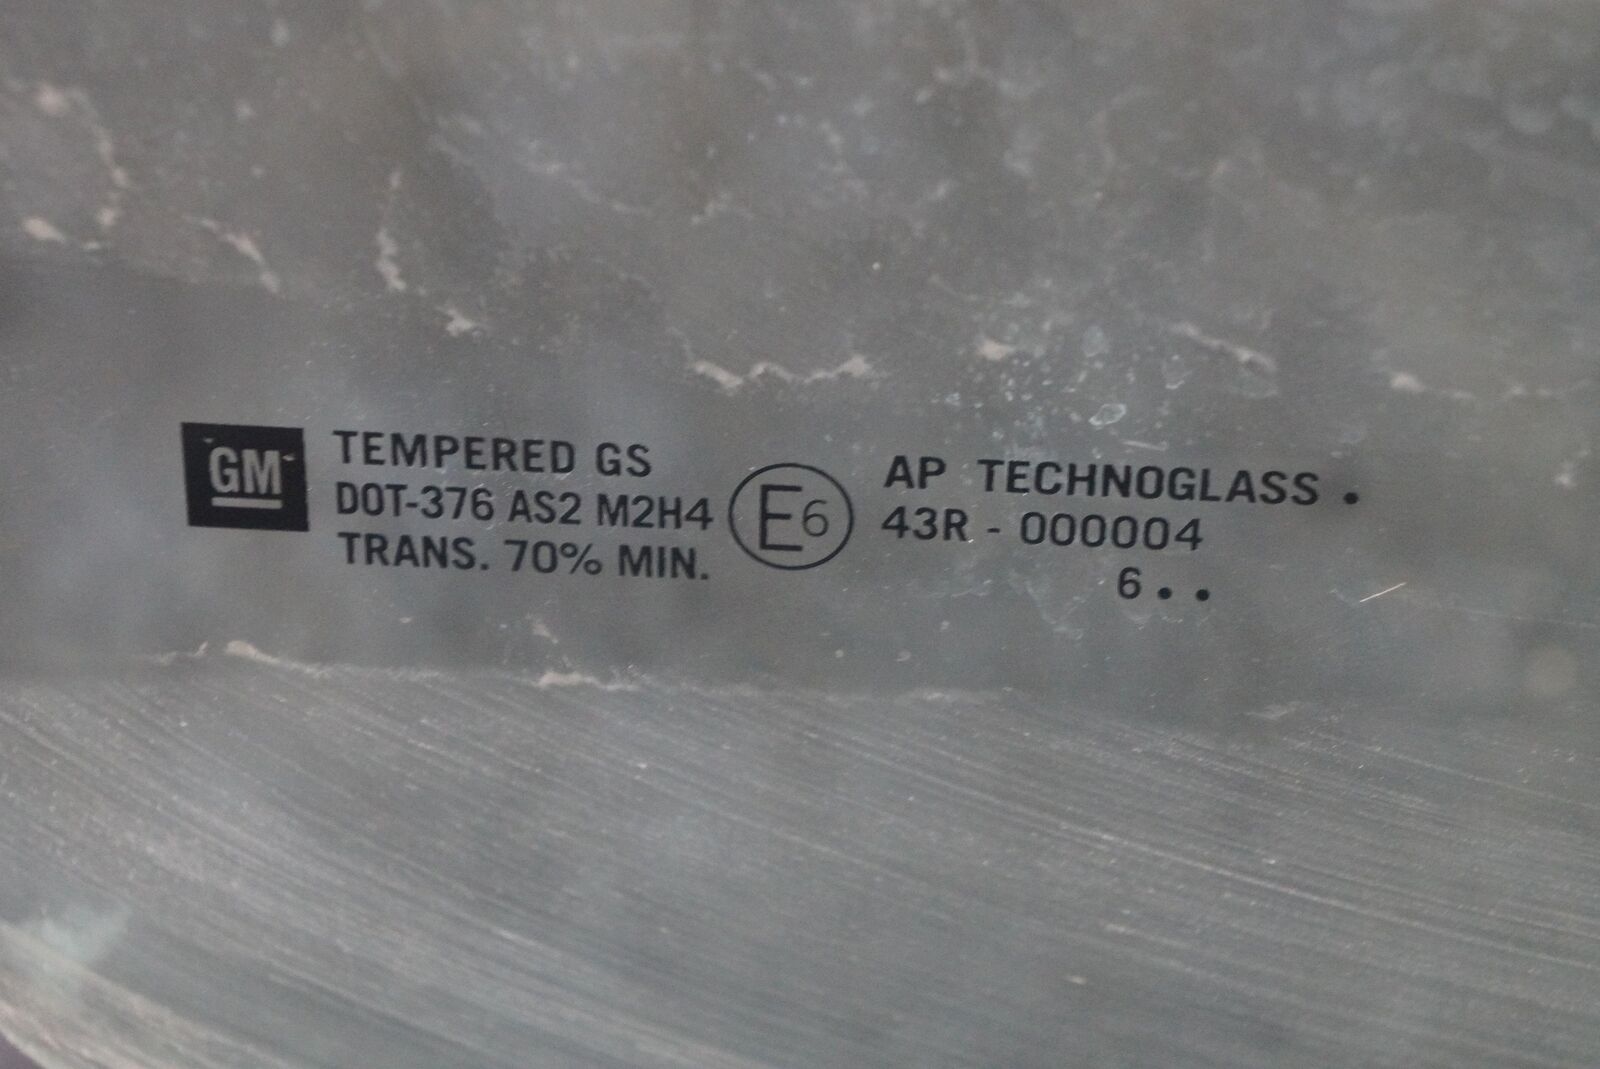 GM
TEMPERED GS
DOT-376 AS2 M2H4
TRANS. 70% MIN.
E6
AP TECHNOGLASS •
43R - 000004
6 • •